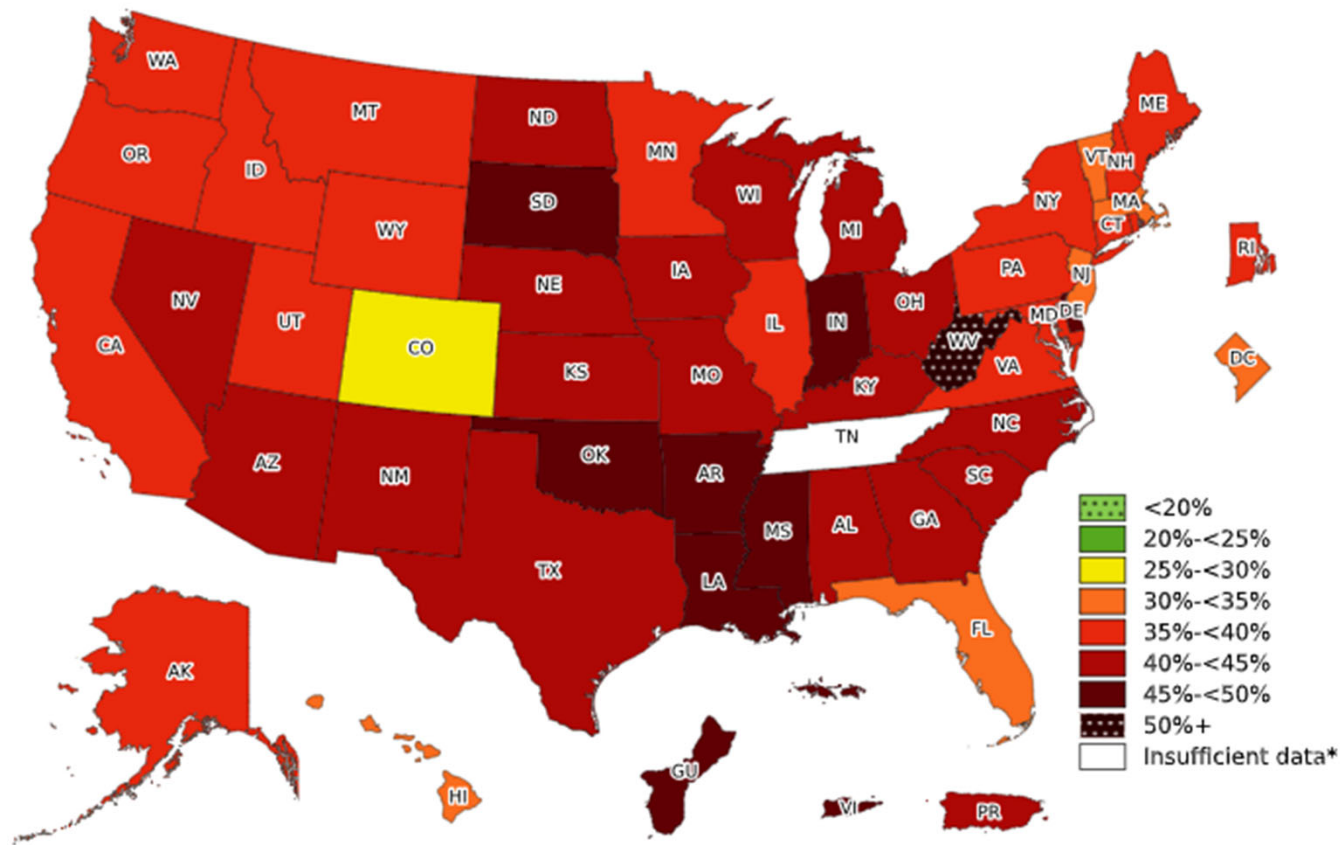 WA
MT
ND
ME
OR
ID
MN
VT
NH
WI
SD
NY
MA
WY
CT
MI
RI
PA
IA
NJ
NE
NV
OH
DE
MD
UT
IL
IN
WV
CA
CO
DC
VA
KS
MO
KY
NC
TN
OK
AZ
AR
NM
SC
<20%
GA
AL
MS
20%-<25%
TX
25%-<30%
LA
30%-<35%
FL
35%-<40%
AK
40%-<45%
45%-<50%
50%+
GU
Insufficient data*
HI
VI
PR